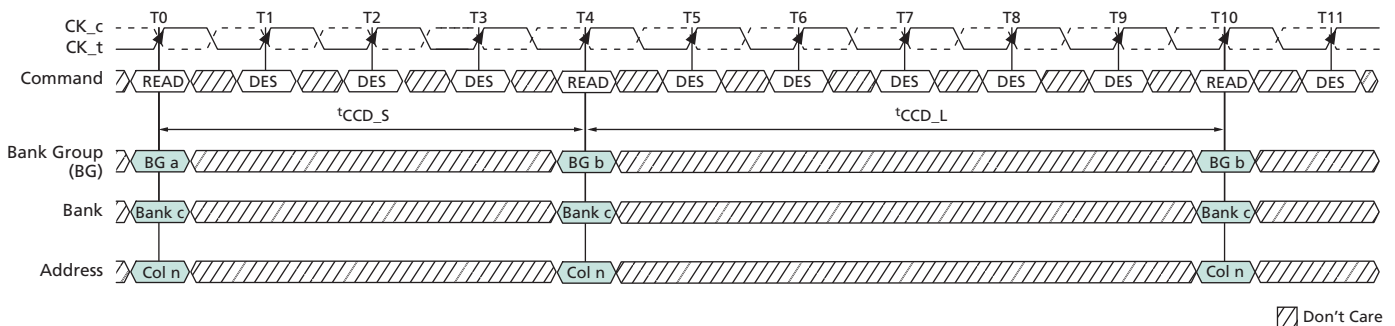 T0 T1 T2 T3 T4 T5 T6 T7 T8 T9 T10 T11
CK_c
CK_t
Command READ DES DES DES READ DES DES DES DES DES READ DES
tCCD_S tCCD_L
Bank Group
(BG) BG a BG b BG b
Bank Bank c Bank c Bank c
Address Col n Col n Col n
Don't Care